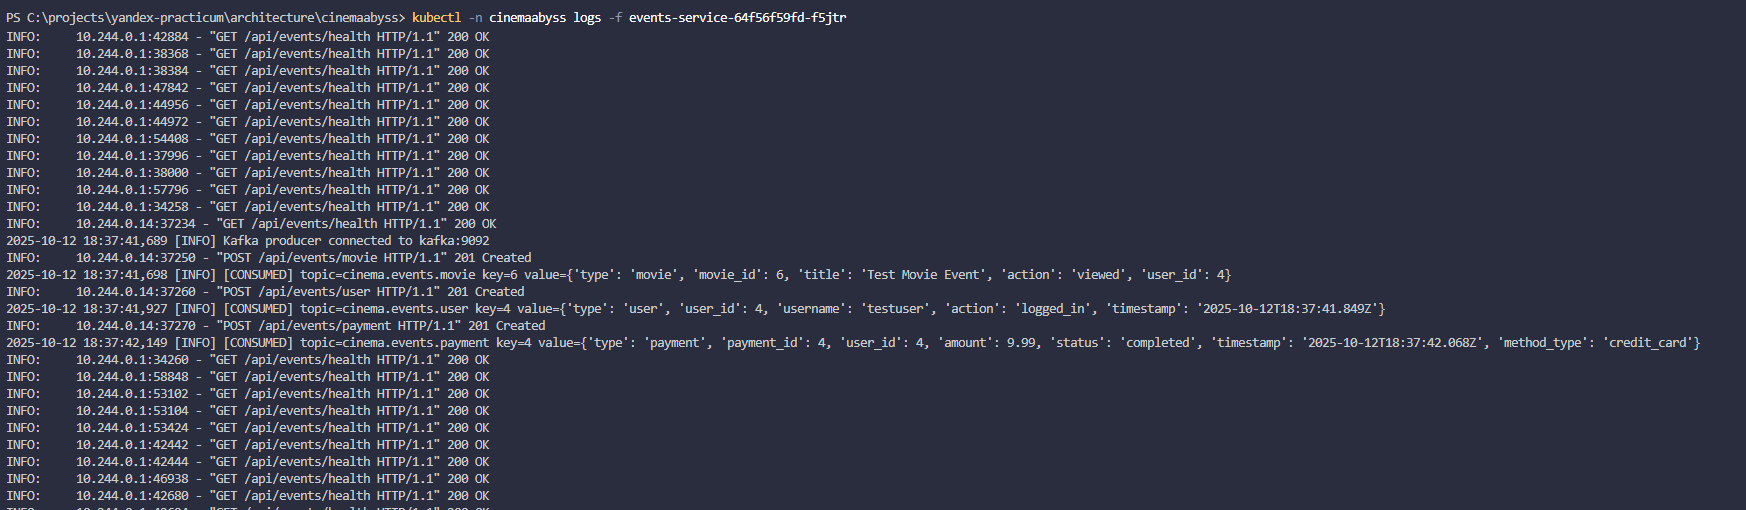 PS C:\projects\yandex-practicum\architecture\cinemaabyss> kubectl -n cinemaabyss logs -f events-service-64f56f59fd-f5jtr
INFO:     10.244.0.1:42884 - "GET /api/events/health HTTP/1.1" 200 OK
INFO:     10.244.0.1:38368 - "GET /api/events/health HTTP/1.1" 200 OK
INFO:     10.244.0.1:38384 - "GET /api/events/health HTTP/1.1" 200 OK
INFO:     10.244.0.1:47842 - "GET /api/events/health HTTP/1.1" 200 OK
INFO:     10.244.0.1:44956 - "GET /api/events/health HTTP/1.1" 200 OK
INFO:     10.244.0.1:44972 - "GET /api/events/health HTTP/1.1" 200 OK
INFO:     10.244.0.1:54408 - "GET /api/events/health HTTP/1.1" 200 OK
INFO:     10.244.0.1:37996 - "GET /api/events/health HTTP/1.1" 200 OK
INFO:     10.244.0.1:38000 - "GET /api/events/health HTTP/1.1" 200 OK
INFO:     10.244.0.1:57796 - "GET /api/events/health HTTP/1.1" 200 OK
INFO:     10.244.0.1:34258 - "GET /api/events/health HTTP/1.1" 200 OK
INFO:     10.244.0.14:37234 - "GET /api/events/health HTTP/1.1" 200 OK
2025-10-12 18:37:41,689 [INFO] Kafka producer connected to kafka:9092
INFO:     10.244.0.14:37250 - "POST /api/events/movie HTTP/1.1" 201 Created
2025-10-12 18:37:41,698 [INFO] [CONSUMED] topic=cinema.events.movie key=6 value={'type': 'movie', 'movie_id': 6, 'title': 'Test Movie Event', 'action': 'viewed', 'user_id': 4}
INFO:     10.244.0.14:37260 - "POST /api/events/user HTTP/1.1" 201 Created
2025-10-12 18:37:41,927 [INFO] [CONSUMED] topic=cinema.events.user key=4 value={'type': 'user', 'user_id': 4, 'username': 'testuser', 'action': 'logged_in', 'timestamp': '2025-10-12T18:37:41.849Z'}
INFO:     10.244.0.14:37270 - "POST /api/events/payment HTTP/1.1" 201 Created
2025-10-12 18:37:42,149 [INFO] [CONSUMED] topic=cinema.events.payment key=4 value={'type': 'payment', 'payment_id': 4, 'user_id': 4, 'amount': 9.99, 'status': 'completed', 'timestamp': '2025-10-12T18:37:42.068Z', 'method_type': 'credit_card'}
INFO:     10.244.0.1:34260 - "GET /api/events/health HTTP/1.1" 200 OK
INFO:     10.244.0.1:58848 - "GET /api/events/health HTTP/1.1" 200 OK
INFO:     10.244.0.1:53102 - "GET /api/events/health HTTP/1.1" 200 OK
INFO:     10.244.0.1:53104 - "GET /api/events/health HTTP/1.1" 200 OK
INFO:     10.244.0.1:53424 - "GET /api/events/health HTTP/1.1" 200 OK
INFO:     10.244.0.1:42442 - "GET /api/events/health HTTP/1.1" 200 OK
INFO:     10.244.0.1:42444 - "GET /api/events/health HTTP/1.1" 200 OK
INFO:     10.244.0.1:46938 - "GET /api/events/health HTTP/1.1" 200 OK
INFO:     10.244.0.1:42680 - "GET /api/events/health HTTP/1.1" 200 OK